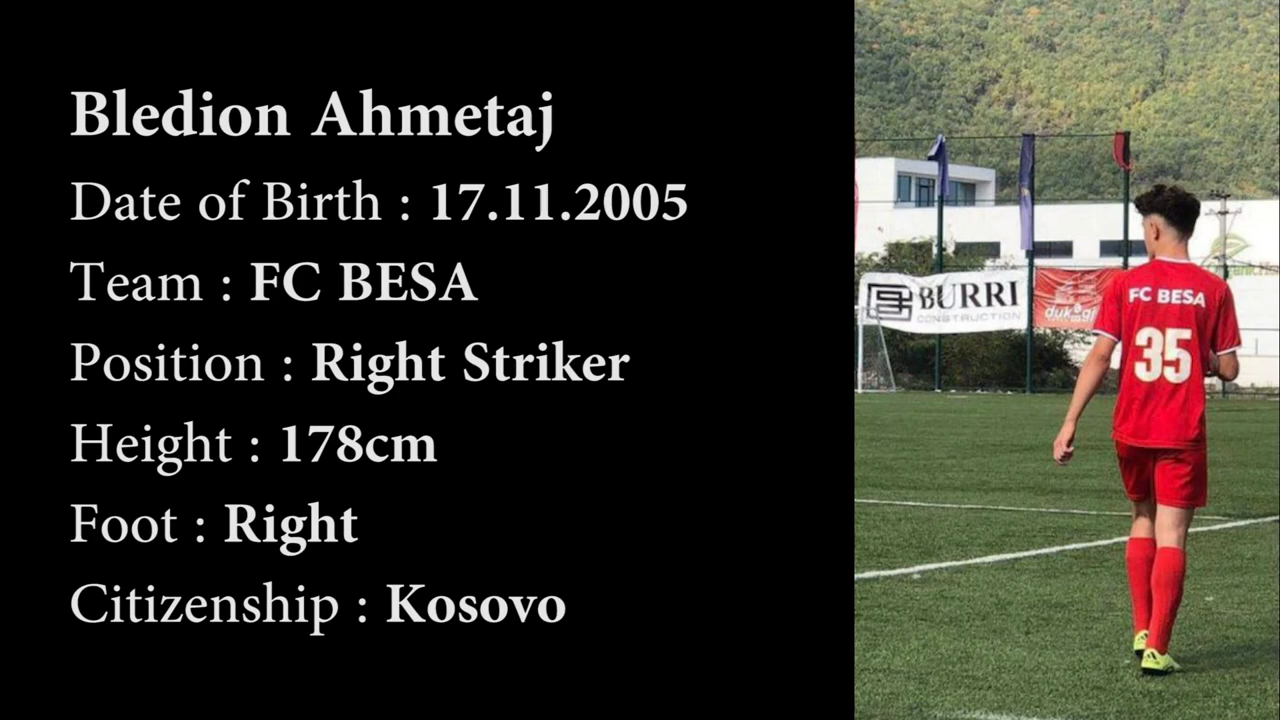 Bledion Ahmetaj
Date of Birth : 17.11.2005
Team : FC BESA
Position : Right Striker
Height : 178cm
Foot : Right
Citizenship : Kosovo
BURRI
CONSTRUCTION
FC BESA
35